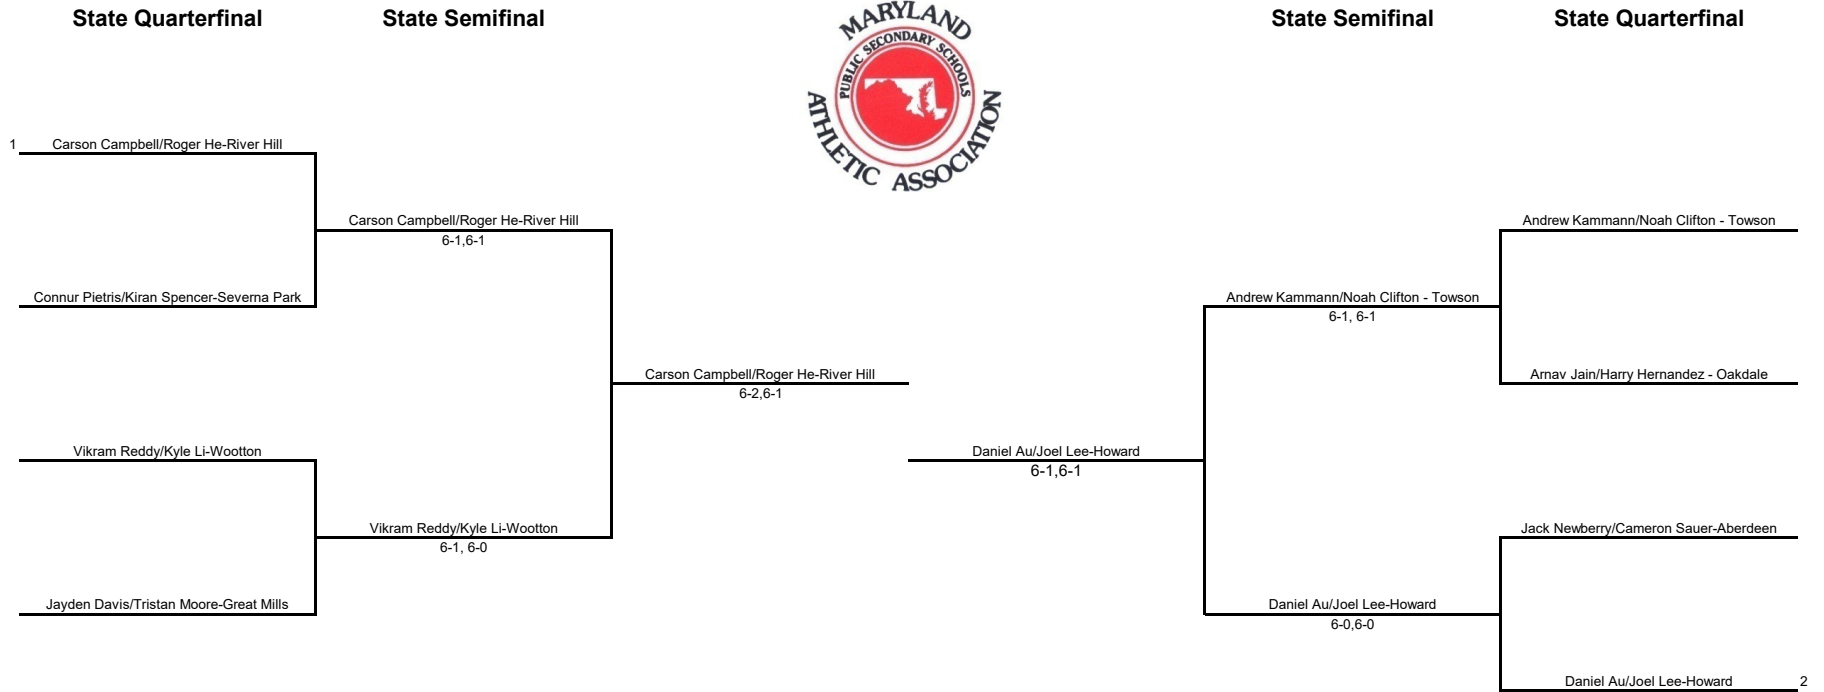 State Quarterfinal State Semifinal State Semifinal State Quarterfinal
MARYLAND
PUBLIC SECONDARY SCHOOLS
ATHLETIC ASSOCIATION
1 Carson Campbell/Roger He-River Hill
Carson Campbell/Roger He-River Hill
6-1,6-1
Connur Pietris/Kiran Spencer-Severna Park
Carson Campbell/Roger He-River Hill
6-2,6-1
Vikram Reddy/Kyle Li-Wootton
Vikram Reddy/Kyle Li-Wootton
6-1, 6-0
Jayden Davis/Tristan Moore-Great Mills
Andrew Kammann/Noah Clifton - Towson
Andrew Kammann/Noah Clifton - Towson
6-1, 6-1
Arnav Jain/Harry Hernandez - Oakdale
Daniel Au/Joel Lee-Howard
6-1,6-1
Jack Newberry/Cameron Sauer-Aberdeen
Daniel Au/Joel Lee-Howard
6-0,6-0
Daniel Au/Joel Lee-Howard 2